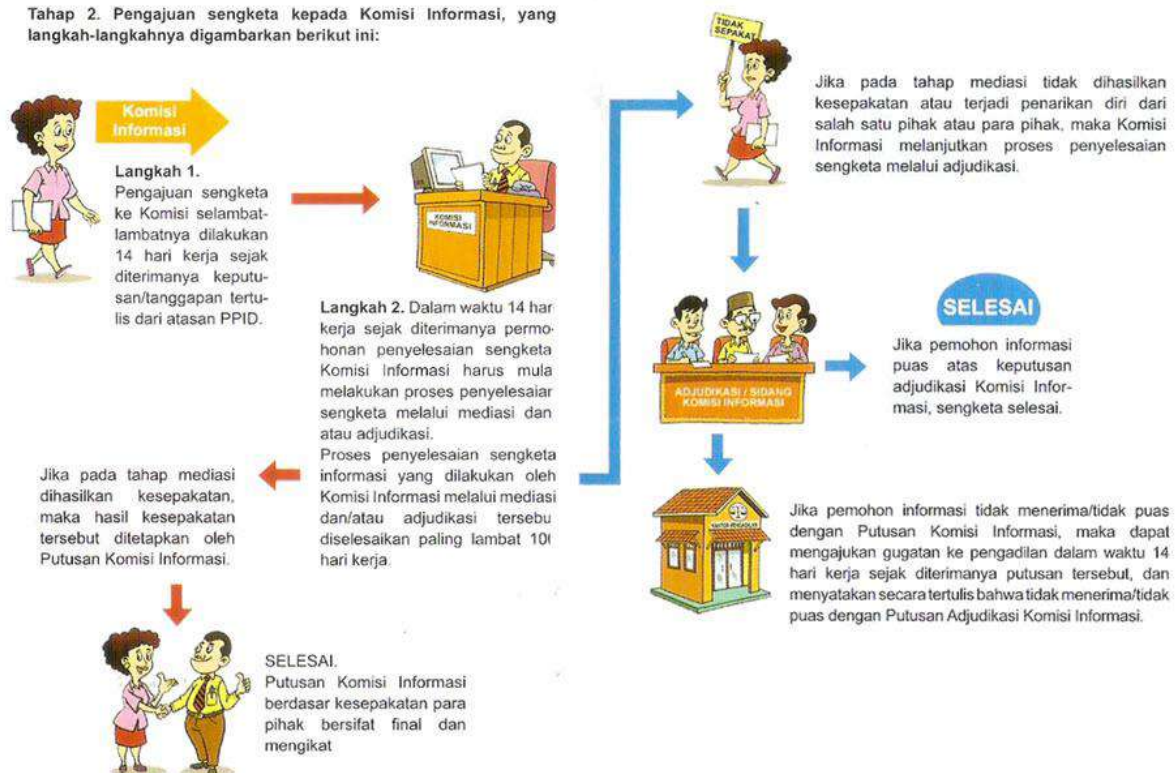 Tahap 2. Pengajuan sengketa kepada Komisi Informasi, yang
langkah-langkahnya digambarkan berikut ini:
Komisi
Informasi
Langkah 1.
Pengajuan sengketa
ke Komisi selambat-
lambatnya dilakukan
14 hari kerja sejak
diterimanya keputu-
san/tanggapan tertu-
lis dari atasan PPID.
KOMISI
INFORMASI
Langkah 2. Dalam waktu 14 har
kerja sejak diterimanya permo-
honan penyelesaian sengketa
Komisi Informasi harus mula
melakukan proses penyelesaiar
sengketa melalui mediasi dan
atau adjudikasi.
Proses penyelesaian sengketa
informasi yang dilakukan oleh
Komisi Informasi melalui mediasi
dan/atau adjudikasi tersebu
diselesaikan paling lambat 10
hari kerja.
Jika pada tahap mediasi
dihasilkan kesepakatan,
maka hasil kesepakatan
tersebut ditetapkan oleh
Putusan Komisi Informasi.
SELESAI.
Putusan Komisi Informasi
berdasar kesepakatan para
pihak bersifat final dan
mengikat
TIDAK
SEPAKAT
Jika pada tahap mediasi tidak dihasilkan
kesepakatan atau terjadi penarikan diri dari
salah satu pihak atau para pihak, maka Komisi
Informasi melanjutkan proses penyelesaian
sengketa melalui adjudikasi.
ADJUDIKASI / SIDANG
KOMISI INFORMASI
SELESAI
Jika pemohon informasi
puas atas keputusan
adjudikasi Komisi Infor-
masi, sengketa selesai.
KANTOR PENGADILAN
Jika pemohon informasi tidak menerima/tidak puas
dengan Putusan Komisi Informasi, maka dapat
mengajukan gugatan ke pengadilan dalam waktu 14
hari kerja sejak diterimanya putusan tersebut, dan
menyatakan secara tertulis bahwa tidak menerima/tidak
puas dengan Putusan Adjudikasi Komisi Informasi.